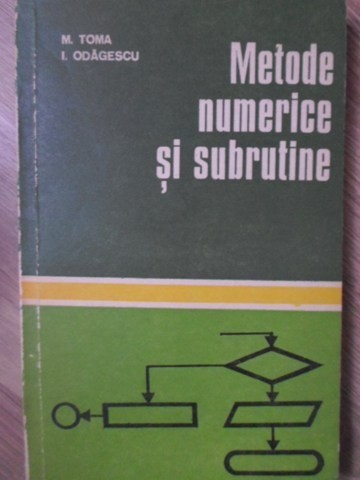 M. TOMA
I. ODĂGESCU
Metode
numerice
și subrutine